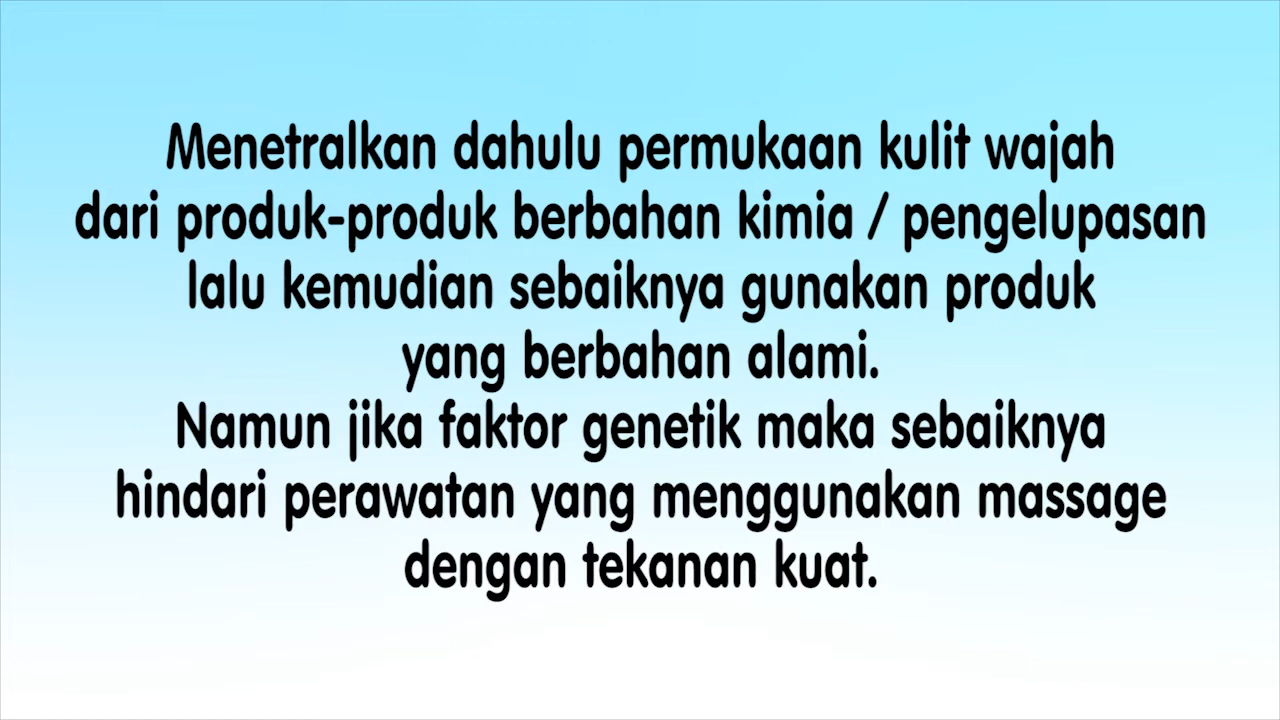 Menetralkan dahulu permukaan kulit wajah
dari produk-produk berbahan kimia / pengelupasan
lalu kemudian sebaiknya gunakan produk
yang berbahan alami.
Namun jika faktor genetik maka sebaiknya
hindari perawatan yang menggunakan massage
dengan tekanan kuat.